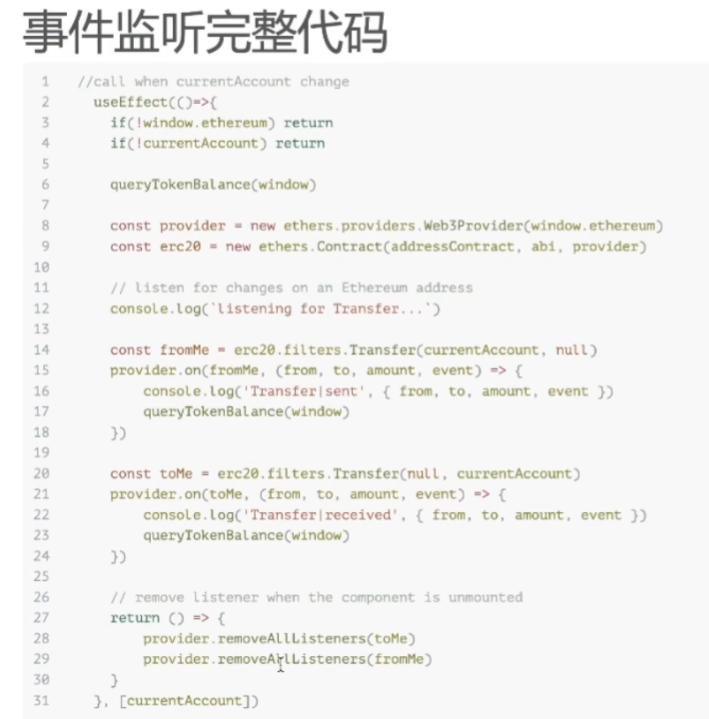 事件监听完整代码
1 //call when currentAccount change
2 useEffect(()=>{
3 if(!window.ethereum) return
4 if(!currentAccount) return
5
6 queryTokenBalance(window)
7
8 const provider = new ethers.providers.Web3Provider(window.ethereum)
9 const erc20 = new ethers.Contract(addressContract, abi, provider)
10
11 // listen for changes on an Ethereum address
12 console.log(`listening for Transfer...`)
13
14 const fromMe = erc20.filters.Transfer(currentAccount, null)
15 provider.on(fromMe, (from, to, amount, event) => {
16 console.log('Transfer|sent', { from, to, amount, event })
17 queryTokenBalance(window)
18 })
19
20 const toMe = erc20.filters.Transfer(null, currentAccount)
21 provider.on(toMe, (from, to, amount, event) => {
22 console.log('Transfer|received', { from, to, amount, event })
23 queryTokenBalance(window)
24 })
25
26 // remove listener when the component is unmounted
27 return () => {
28 provider.removeAllListeners(toMe)
29 provider.removeAllListeners(fromMe)
30 }
31 }, [currentAccount])